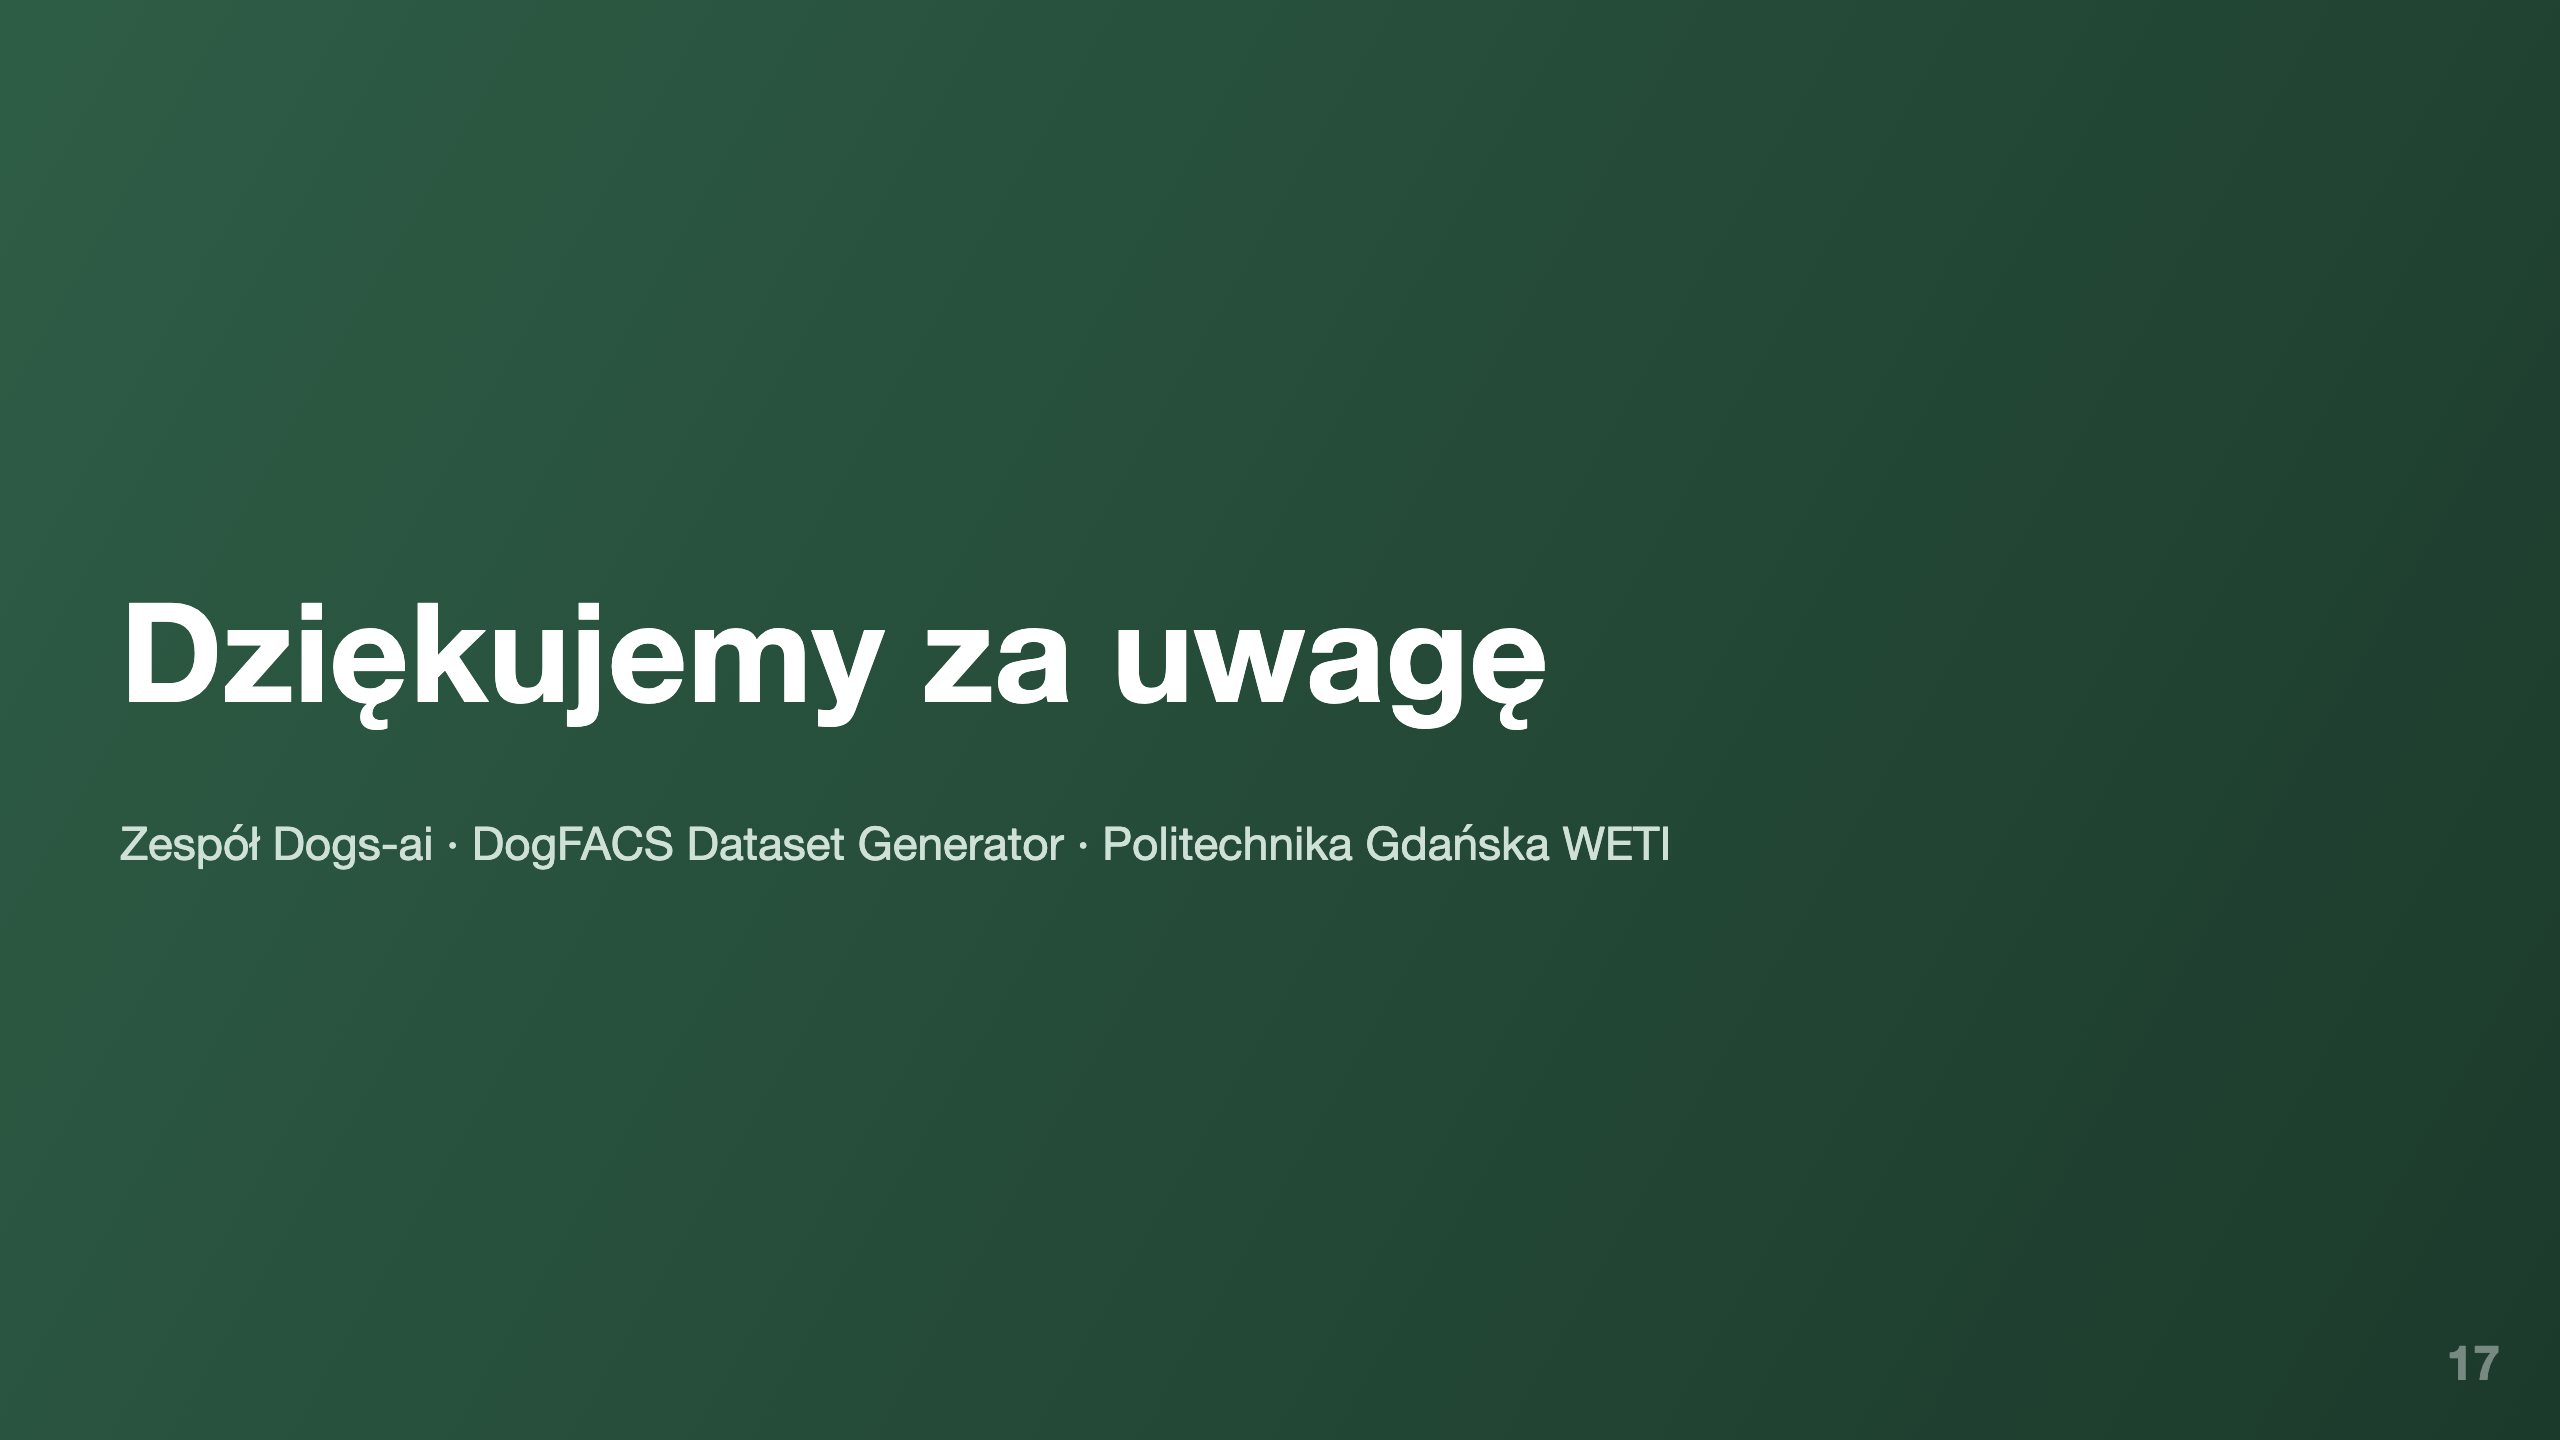 Dziękujemy za uwagę
Zespół Dogs-ai · DogFACS Dataset Generator · Politechnika Gdańska WETI
17